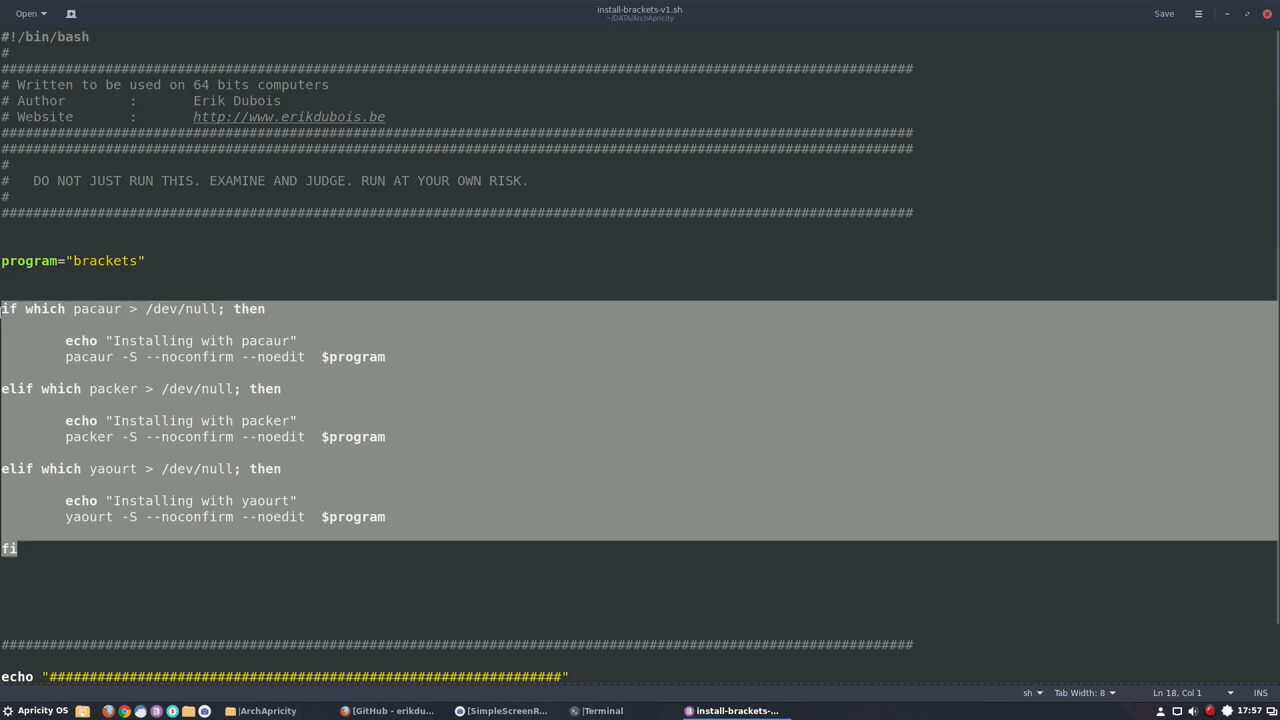 Open
install-brackets-v1.sh
~/DATA/ArchApricity
Save
#!/bin/bash
#
##################################################################################################################
# Written to be used on 64 bits computers
# Author 	: 	Erik Dubois
# Website 	: 	http://www.erikdubois.be
##################################################################################################################
##################################################################################################################
#
#   DO NOT JUST RUN THIS. EXAMINE AND JUDGE. RUN AT YOUR OWN RISK.
#
##################################################################################################################
program="brackets"
if which pacaur > /dev/null; then
	echo "Installing with pacaur"
	pacaur -S --noconfirm --noedit  $program
elif which packer > /dev/null; then
	echo "Installing with packer"
	packer -S --noconfirm --noedit  $program
elif which yaourt > /dev/null; then
	echo "Installing with yaourt"
	yaourt -S --noconfirm --noedit  $program
fi
##################################################################################################################
echo "################################################################"
sh
Tab Width: 8
Ln 18, Col 1
INS
Apricity OS
|ArchApricity
[GitHub - erikdu...
[SimpleScreenR...
|Terminal
install-brackets-...
17:57